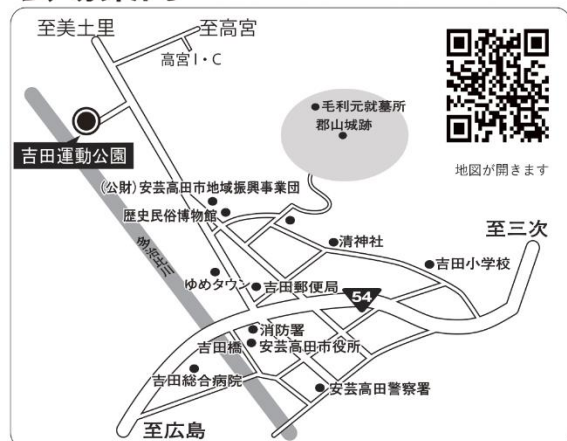 至美土里
至高宮
高宮I・C
毛利元就墓所
郡山城跡
吉田運動公園
地図が開きます
(公財)安芸高田市地域振興事業団
歴史民俗博物館
清神社
至三次
吉田小学校
多治比川
ゆめタウン
吉田郵便局
54
消防署
吉田橋
安芸高田市役所
吉田総合病院
安芸高田警察署
至広島